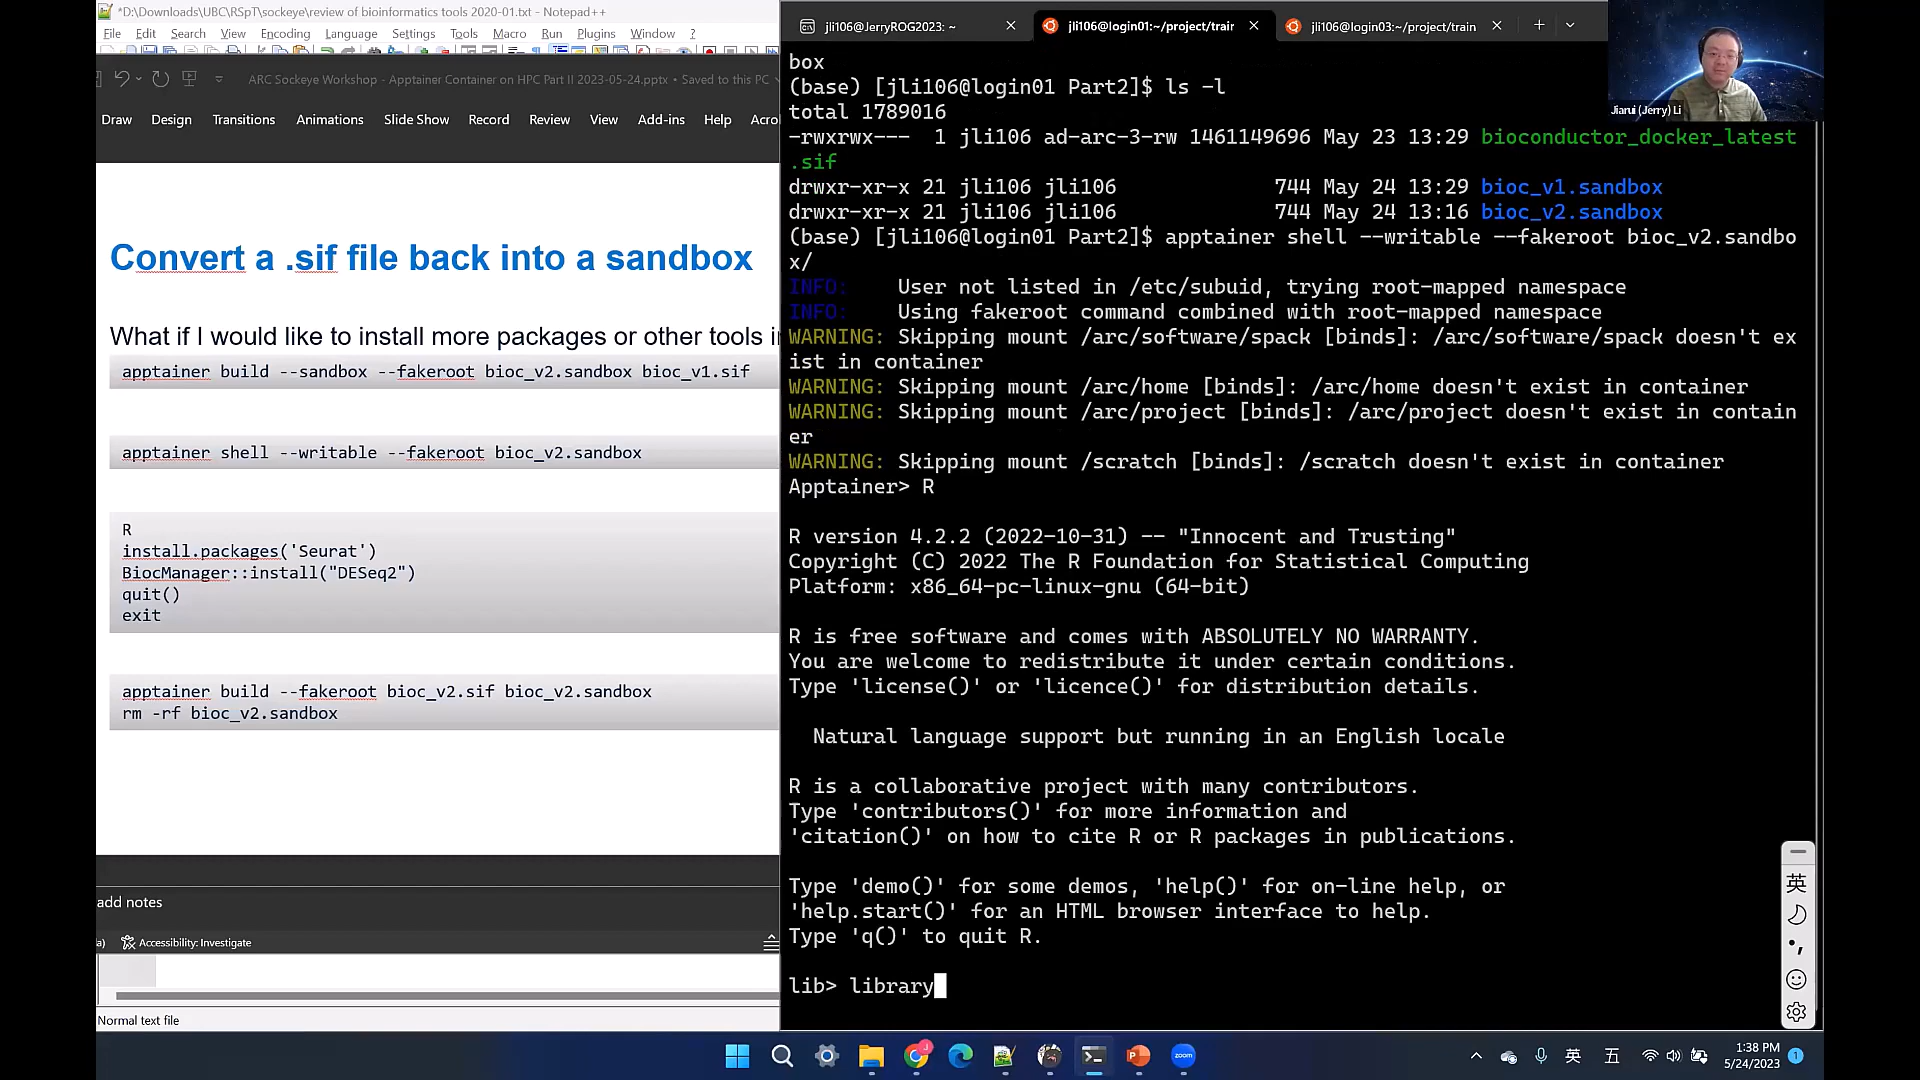 *D:\Downloads\UBC\RSpT\sockeye\review of bioinformatics tools 2020-01.txt - Notepad++
File Edit Search View Encoding Language Settings Tools Macro Run Plugins Window ?
ARC Sockeye Workshop - Apptainer Container on HPC Part II 2023-05-24.pptx • Saved to this PC
Draw Design Transitions Animations Slide Show Record Review View Add-ins Help Acro
Convert a .sif file back into a sandbox
What if I would like to install more packages or other tools i
apptainer build --sandbox --fakeroot bioc_v2.sandbox bioc_v1.sif
apptainer shell --writable --fakeroot bioc_v2.sandbox
R
install.packages('Seurat')
BiocManager::install("DESeq2")
quit()
exit
apptainer build --fakeroot bioc_v2.sif bioc_v2.sandbox
rm -rf bioc_v2.sandbox
add notes
a) Accessibility: Investigate
Normal text file
jli106@JerryROG2023: ~
jli106@login01:~/project/trair
jli106@login03:~/project/train
box
(base) [jli106@login01 Part2]$ ls -l
total 1789016
-rwxrwx--- 1 jli106 ad-arc-3-rw 1461149696 May 23 13:29 bioconductor_docker_latest
.sif
drwxr-xr-x 21 jli106 jli106 744 May 24 13:29 bioc_v1.sandbox
drwxr-xr-x 21 jli106 jli106 744 May 24 13:16 bioc_v2.sandbox
(base) [jli106@login01 Part2]$ apptainer shell --writable --fakeroot bioc_v2.sandbo
x/
INFO: User not listed in /etc/subuid, trying root-mapped namespace
INFO: Using fakeroot command combined with root-mapped namespace
WARNING: Skipping mount /arc/software/spack [binds]: /arc/software/spack doesn't ex
ist in container
WARNING: Skipping mount /arc/home [binds]: /arc/home doesn't exist in container
WARNING: Skipping mount /arc/project [binds]: /arc/project doesn't exist in contain
er
WARNING: Skipping mount /scratch [binds]: /scratch doesn't exist in container
Apptainer> R
R version 4.2.2 (2022-10-31) -- "Innocent and Trusting"
Copyright (C) 2022 The R Foundation for Statistical Computing
Platform: x86_64-pc-linux-gnu (64-bit)
R is free software and comes with ABSOLUTELY NO WARRANTY.
You are welcome to redistribute it under certain conditions.
Type 'license()' or 'licence()' for distribution details.
Natural language support but running in an English locale
R is a collaborative project with many contributors.
Type 'contributors()' for more information and
'citation()' on how to cite R or R packages in publications.
Type 'demo()' for some demos, 'help()' for on-line help, or
'help.start()' for an HTML browser interface to help.
Type 'q()' to quit R.
lib> library
Jiarui (Jerry) Li
英
zoom
英 五
1:38 PM
5/24/2023
1